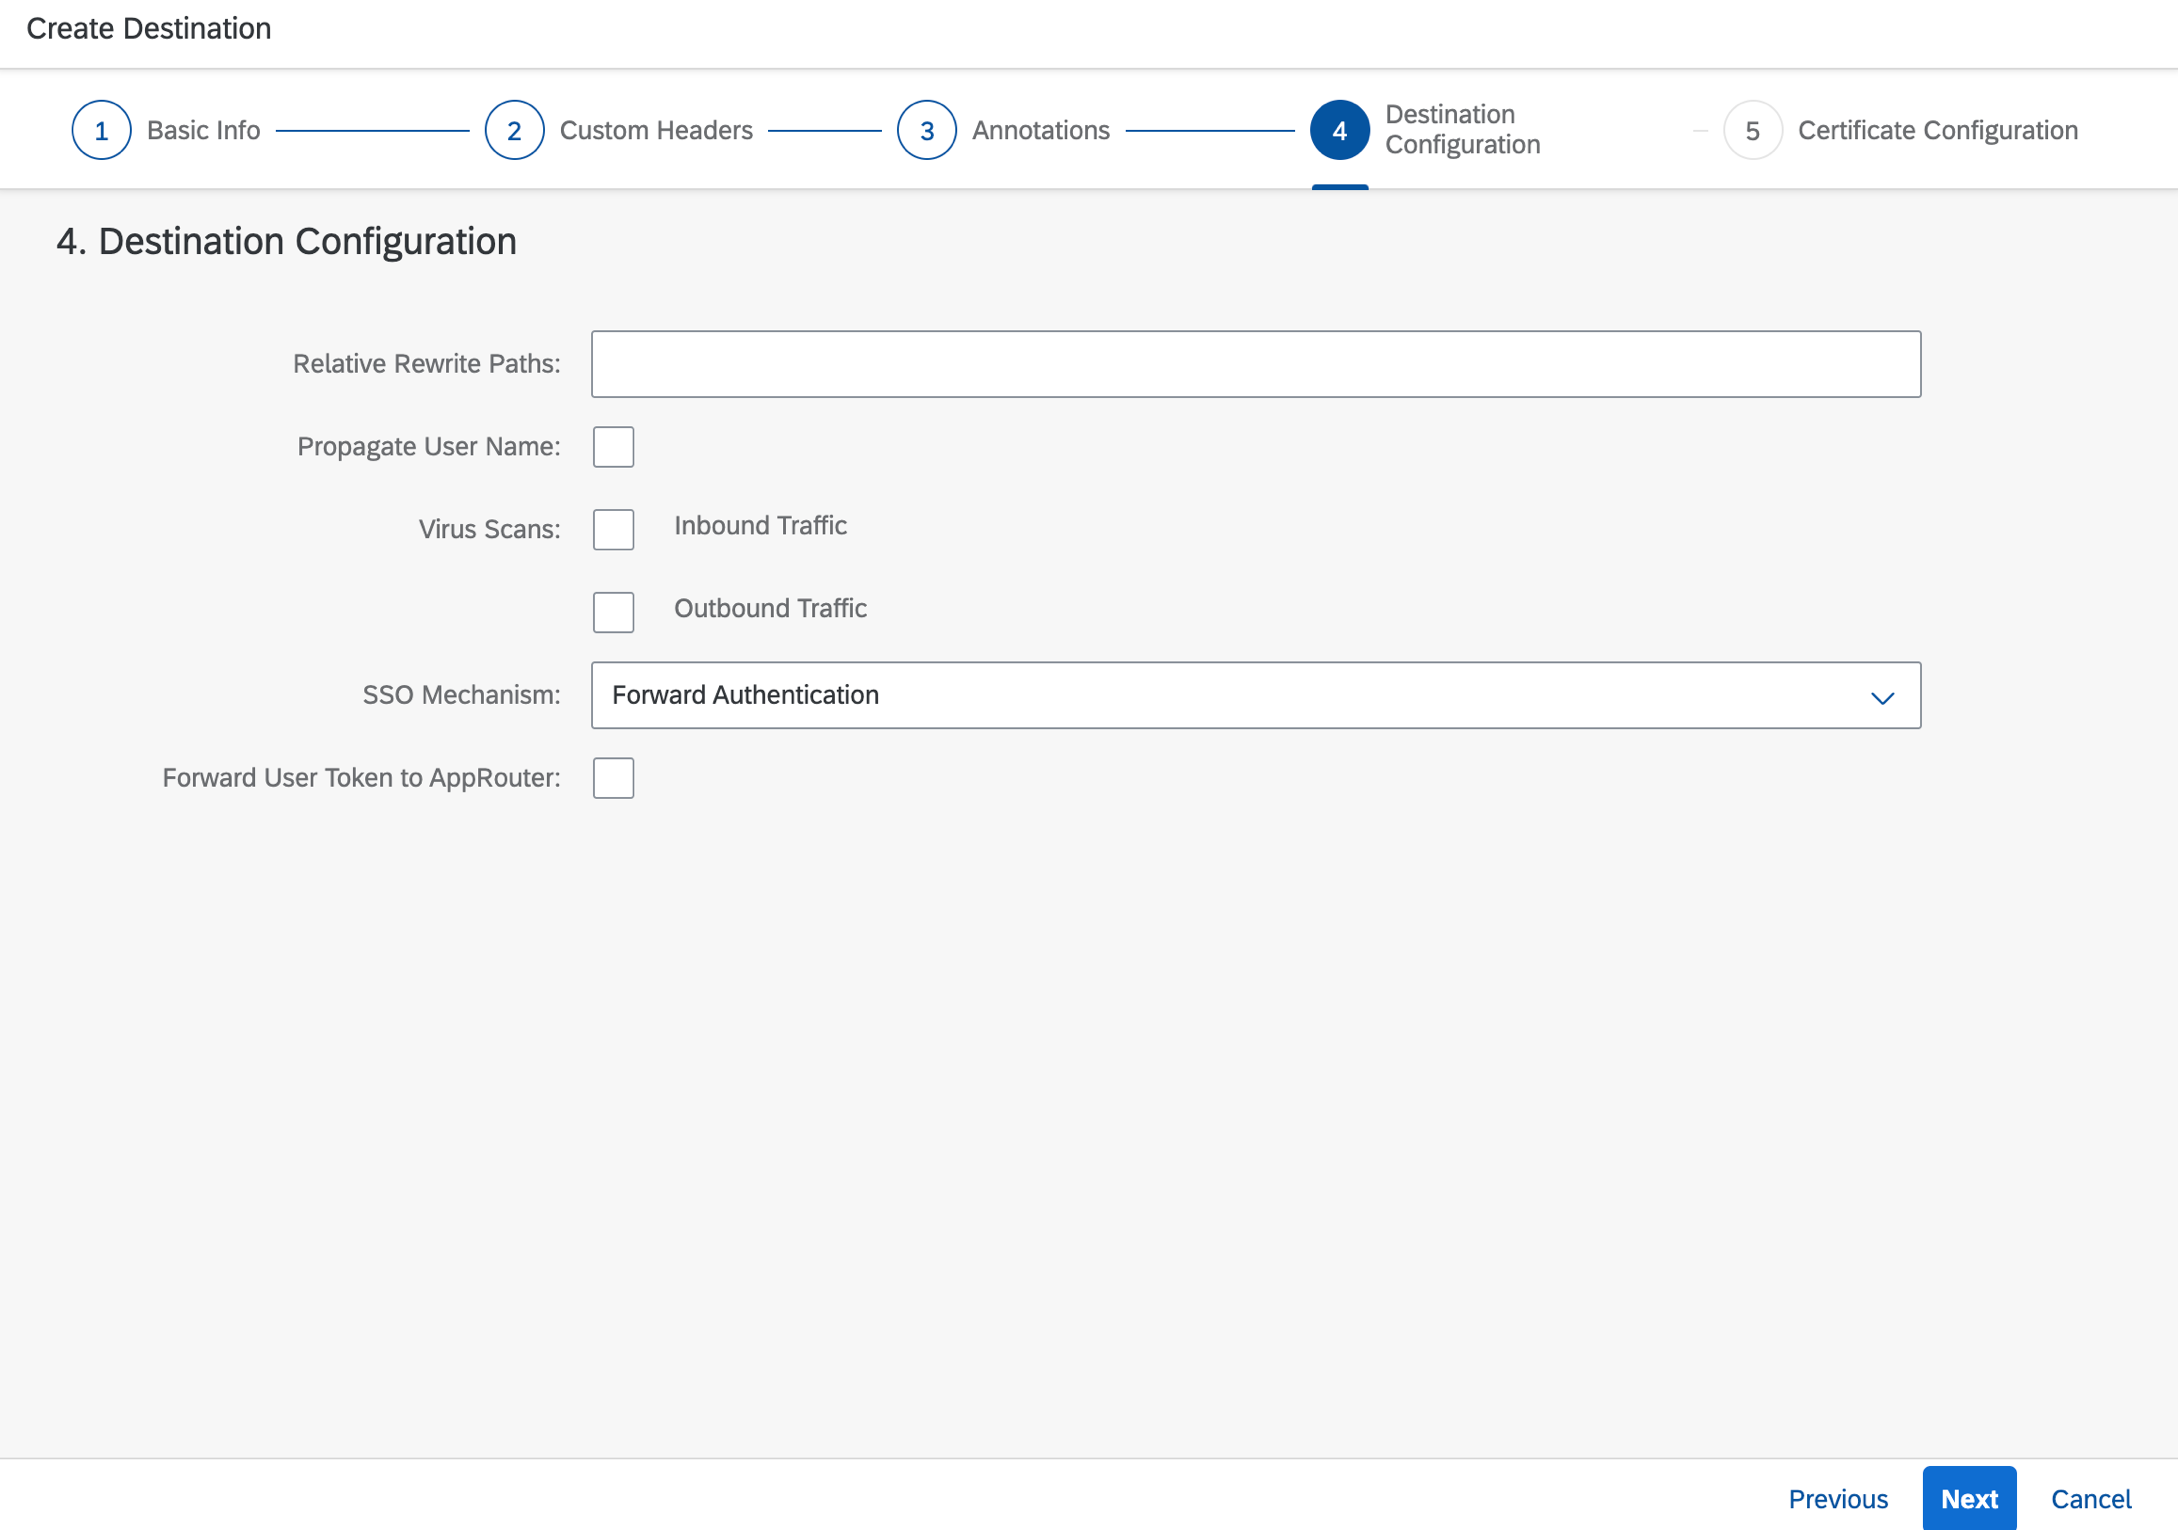 Create Destination
1 Basic Info
2 Custom Headers
3 Annotations
4 Destination
Configuration
5 Certificate Configuration
4. Destination Configuration
Relative Rewrite Paths:
Propagate User Name:
Virus Scans: Inbound Traffic
Outbound Traffic
SSO Mechanism: Forward Authentication
Forward User Token to AppRouter:
Previous Next Cancel